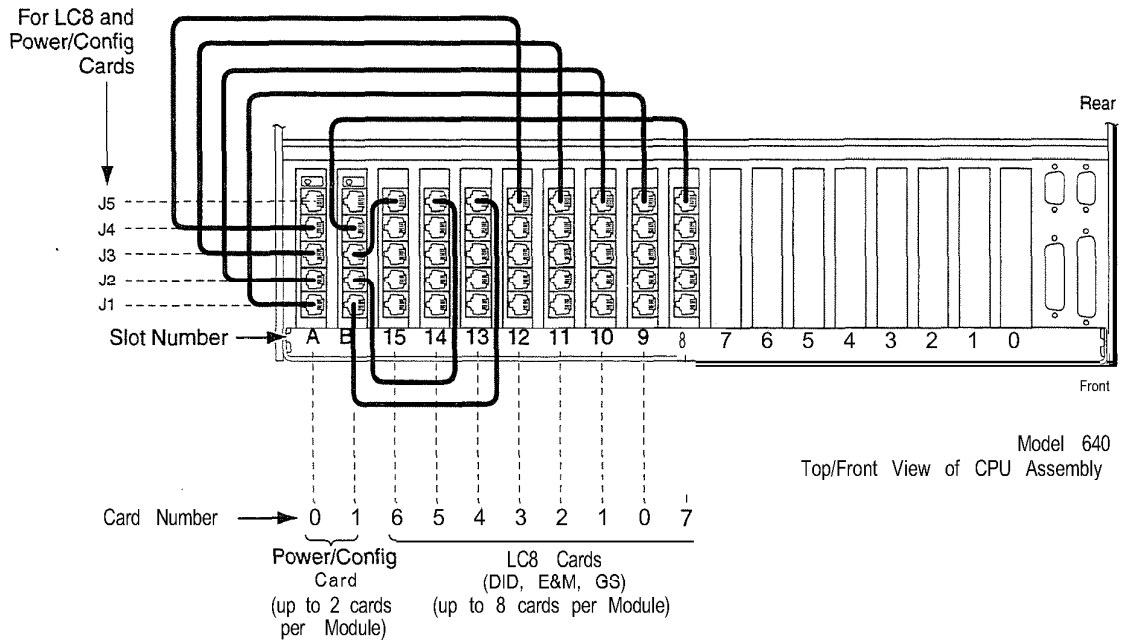 For LC8 and
Power/Config
Cards
Rear
J5
J4
J3
J2
J1
Slot Number
A B 15 14 13 12 11 10 9 8 7 6 5 4 3 2 1 0
Front
Model 640
Top/Front View of CPU Assembly
Card Number
0 1 6 5 4 3 2 1 0 7
Power/Config
Card
(up to 2 cards
per Module)
LC8 Cards
(DID, E&M, GS)
(up to 8 cards per Module)